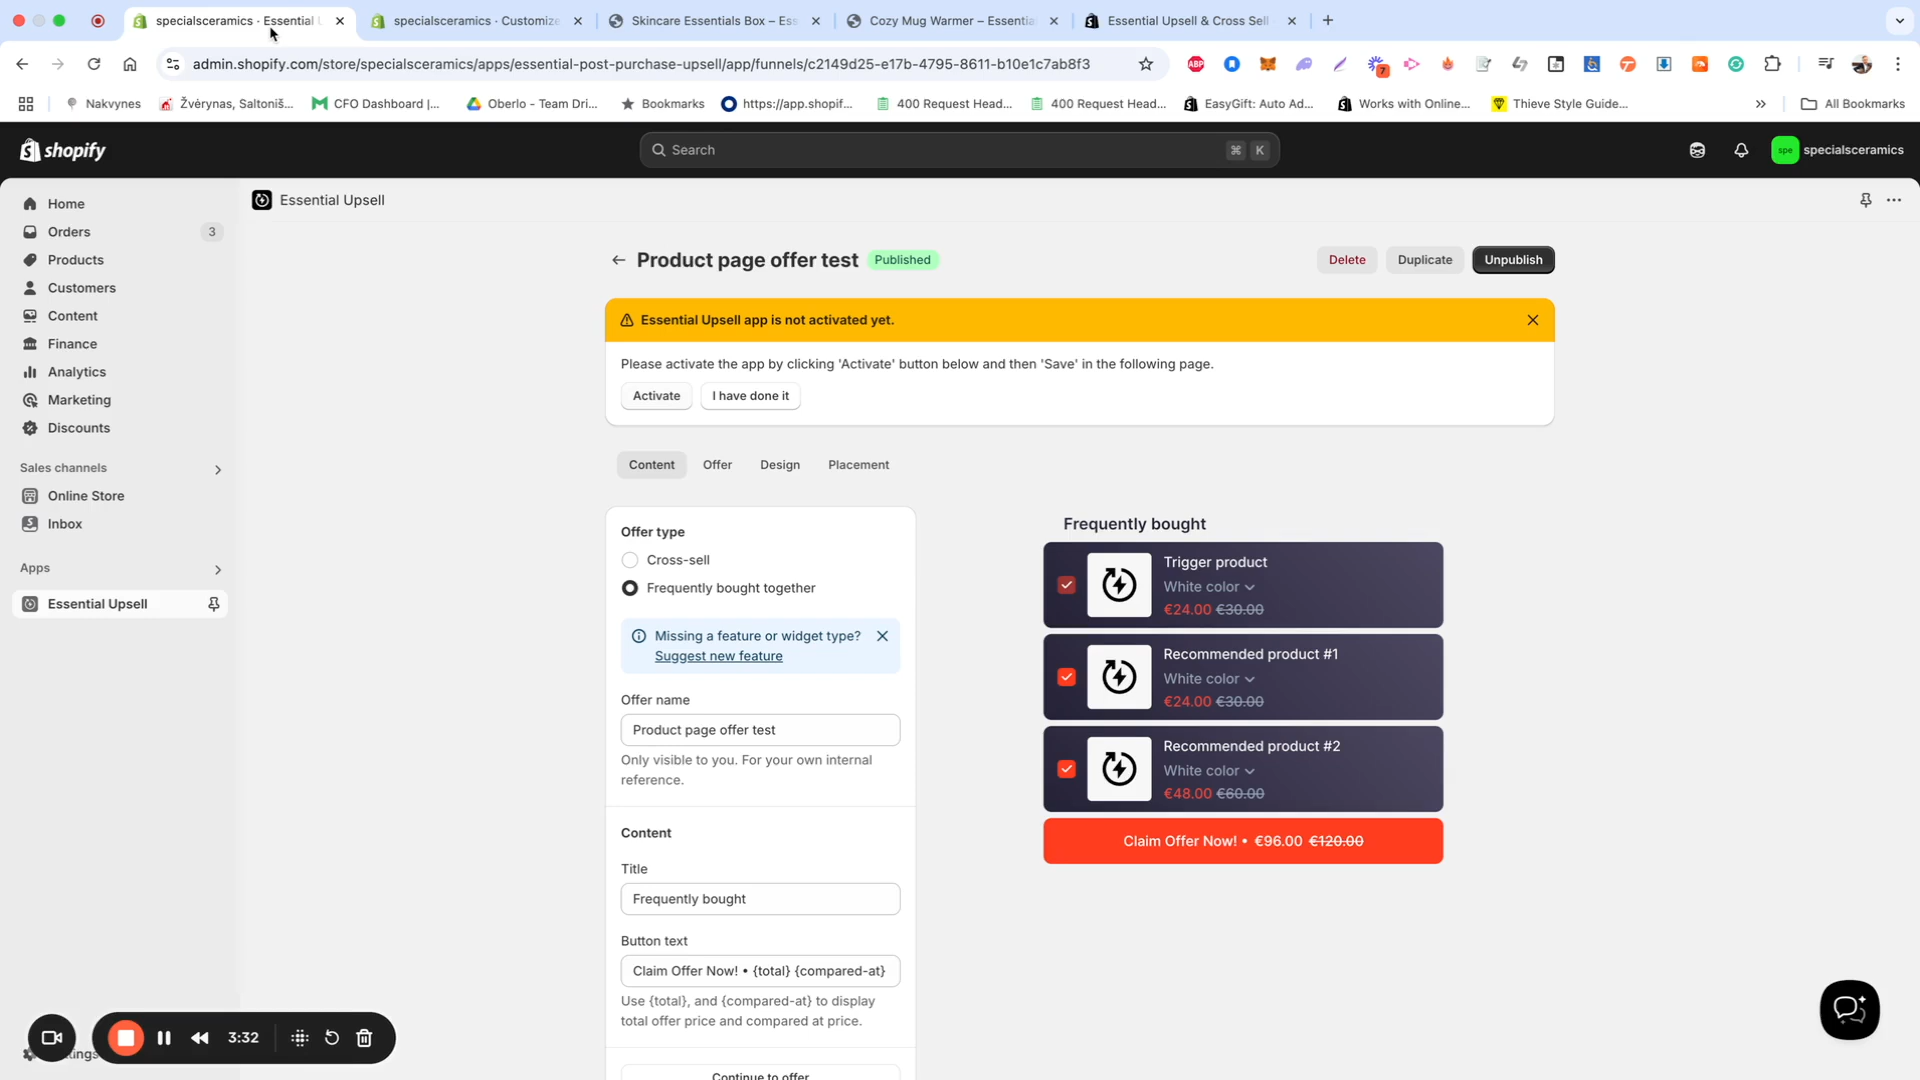 specialsceramics · Essential U
specialsceramics · Customize
Skincare Essentials Box – Ess
Cozy Mug Warmer – Essentia
Essential Upsell & Cross Sell
admin.shopify.com/store/specialsceramics/apps/essential-post-purchase-upsell/app/funnels/c2149d25-e17b-4795-8611-b10e1c7ab8f3
ABP
7
Nakvynes
Žvėrynas, Saltoniš...
CFO Dashboard |...
Oberlo - Team Dri...
Bookmarks
https://app.shopif...
400 Request Head...
400 Request Head...
EasyGift: Auto Ad...
Works with Online...
Thieve Style Guide...
All Bookmarks
shopify
Search
⌘ K
spe
specialsceramics
Home
Orders 3
Products
Customers
Content
Finance
Analytics
Marketing
Discounts
Sales channels
Online Store
Inbox
Apps
Essential Upsell
Essential Upsell
Product page offer test
Published
Delete
Duplicate
Unpublish
Essential Upsell app is not activated yet.
Please activate the app by clicking 'Activate' button below and then 'Save' in the following page.
Activate
I have done it
Content
Offer
Design
Placement
Offer type
Cross-sell
Frequently bought together
Missing a feature or widget type?
Suggest new feature
Offer name
Product page offer test
Only visible to you. For your own internal
reference.
Content
Title
Frequently bought
Button text
Claim Offer Now! • {total} {compared-at}
Use {total}, and {compared-at} to display
total offer price and compared at price.
Continue to offer
Frequently bought
Trigger product
White color
€24.00 €30.00
Recommended product #1
White color
€24.00 €30.00
Recommended product #2
White color
€48.00 €60.00
Claim Offer Now! • €96.00 €120.00
3:32